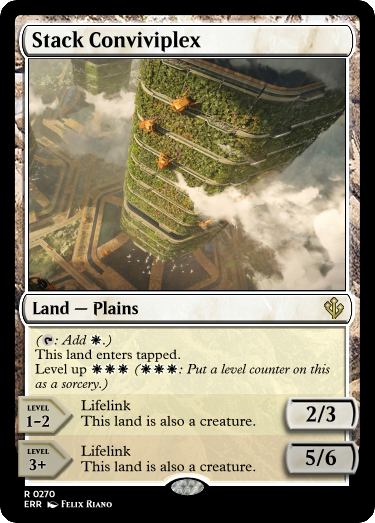 Stack Conviviplex
Land — Plains
(T: Add W.)
This land enters tapped.
Level up WWW (WWW: Put a level counter on this
as a sorcery.)
LEVEL
1-2
Lifelink
This land is also a creature.
2/3
LEVEL
3+
Lifelink
This land is also a creature.
5/6
R 0270
ERR Felix Riano